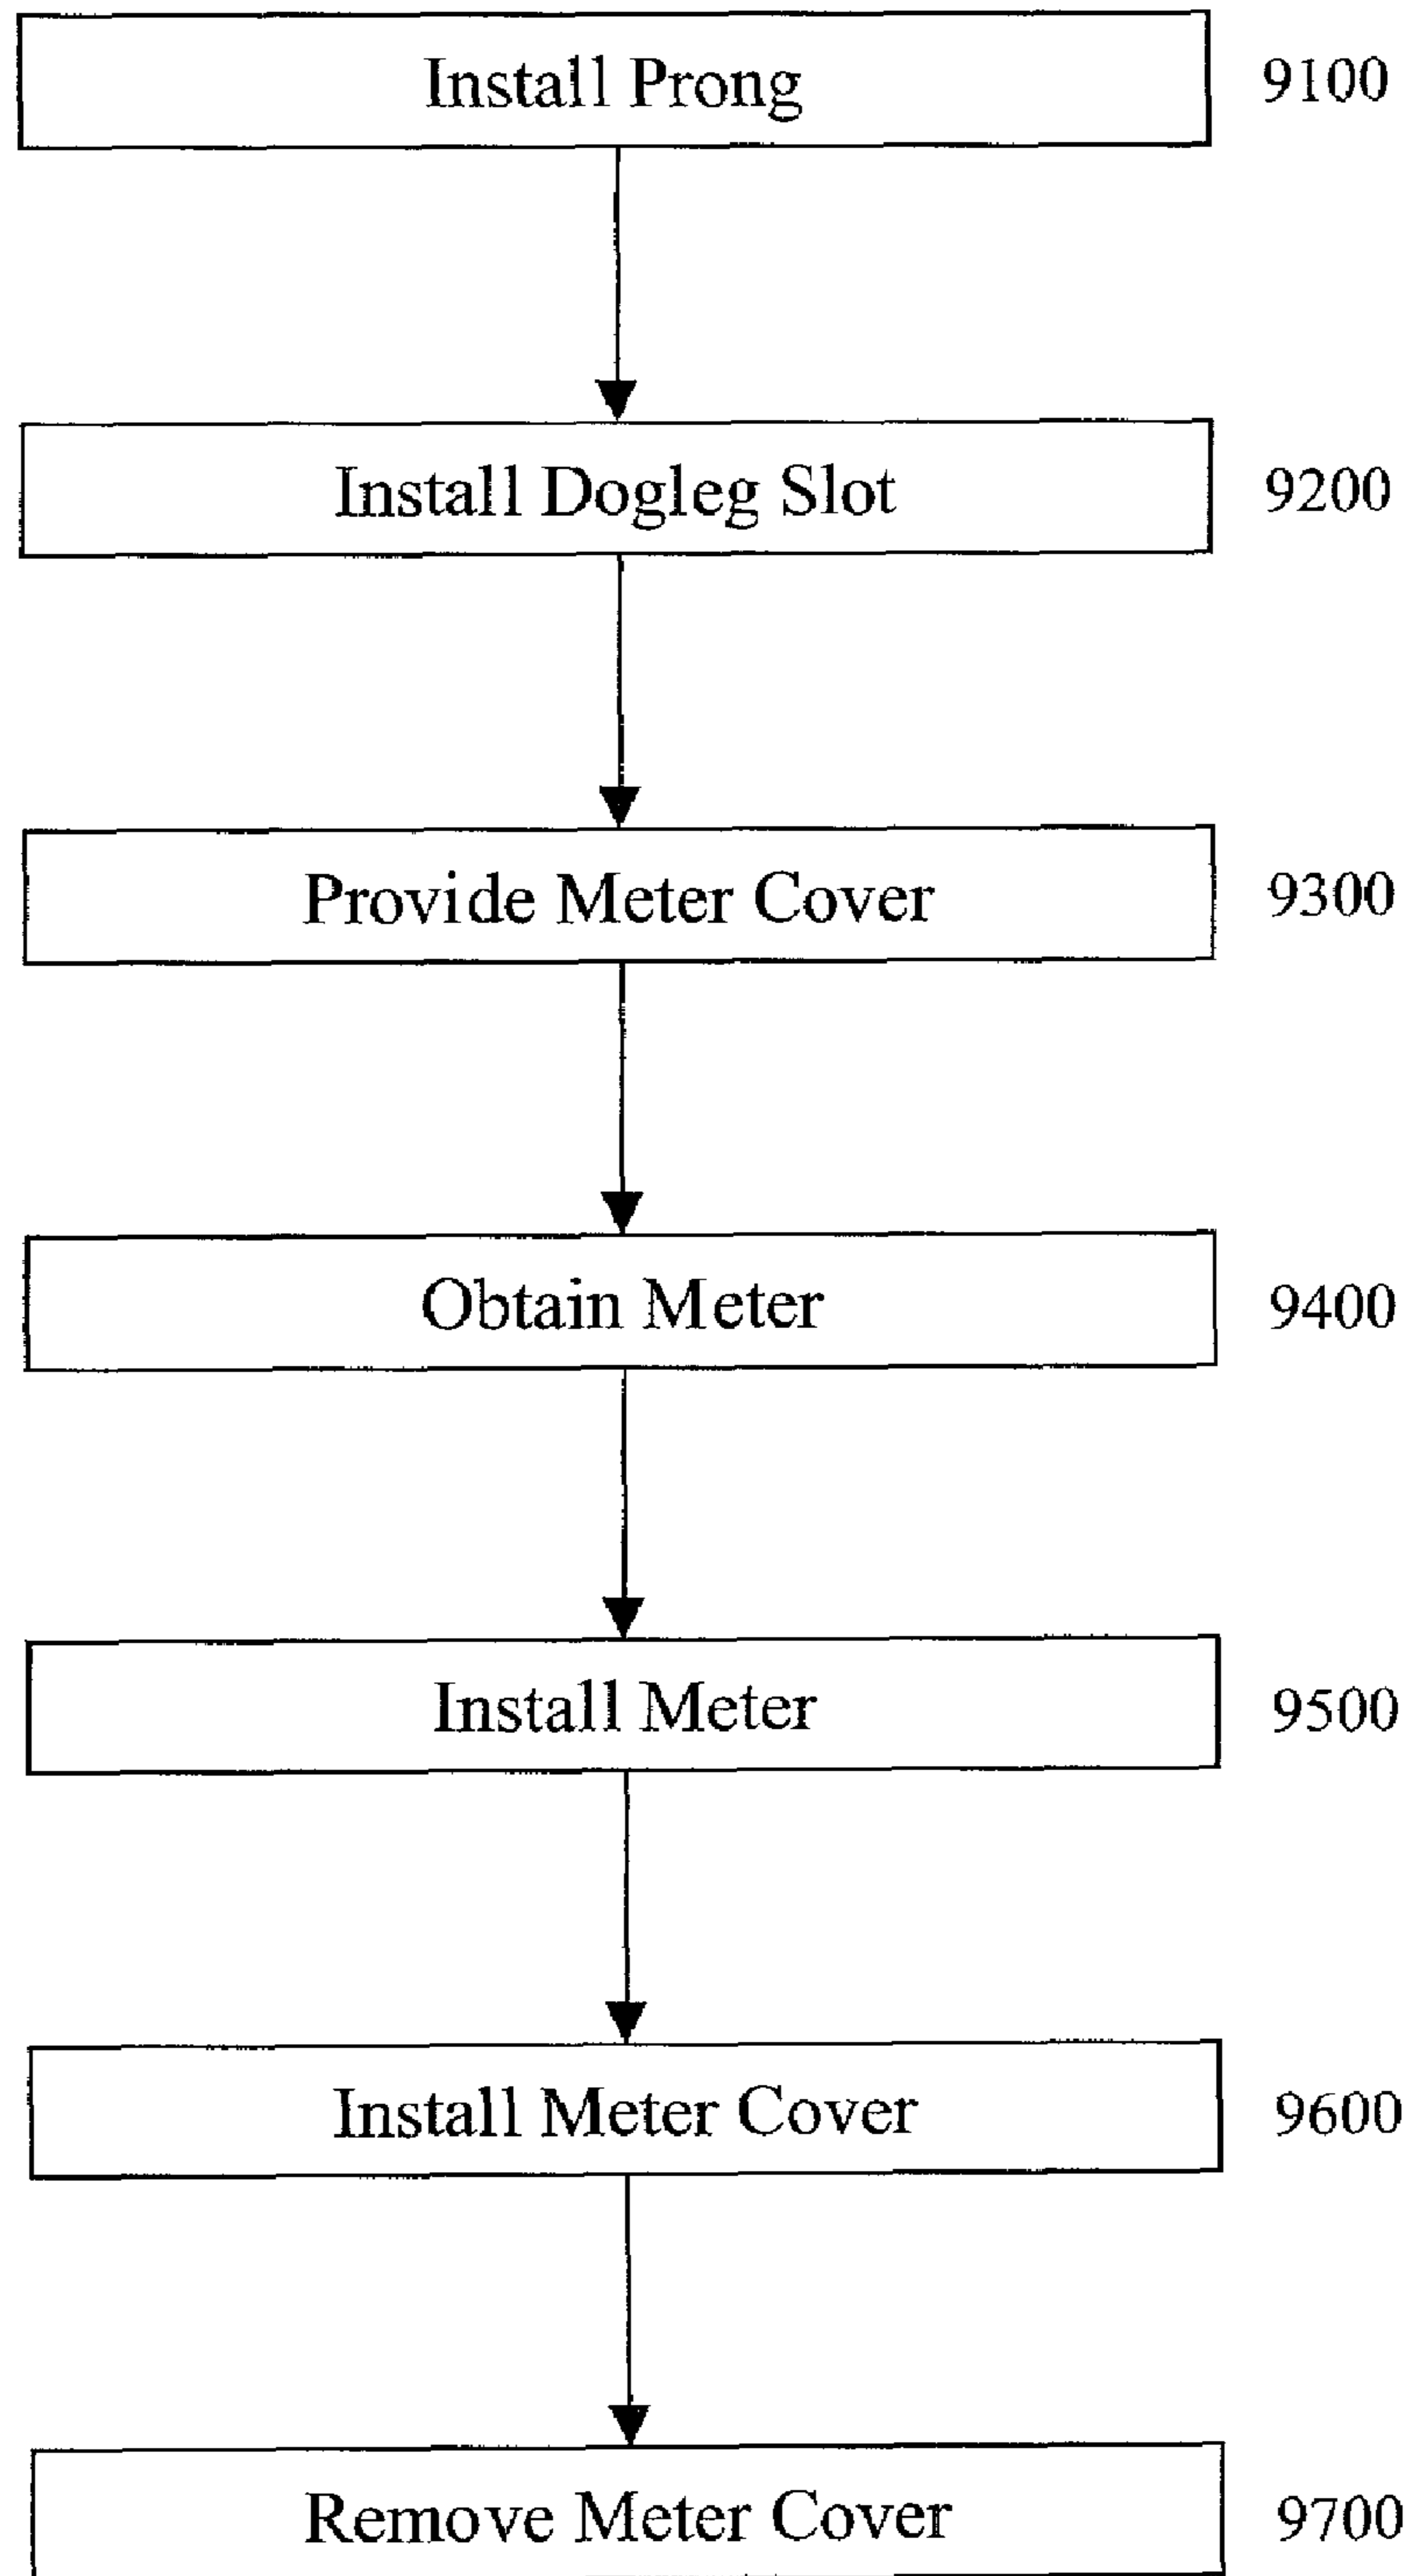 Install Prong 9100
Install Dogleg Slot 9200
Provide Meter Cover 9300
Obtain Meter 9400
Install Meter 9500
Install Meter Cover 9600
Remove Meter Cover 9700